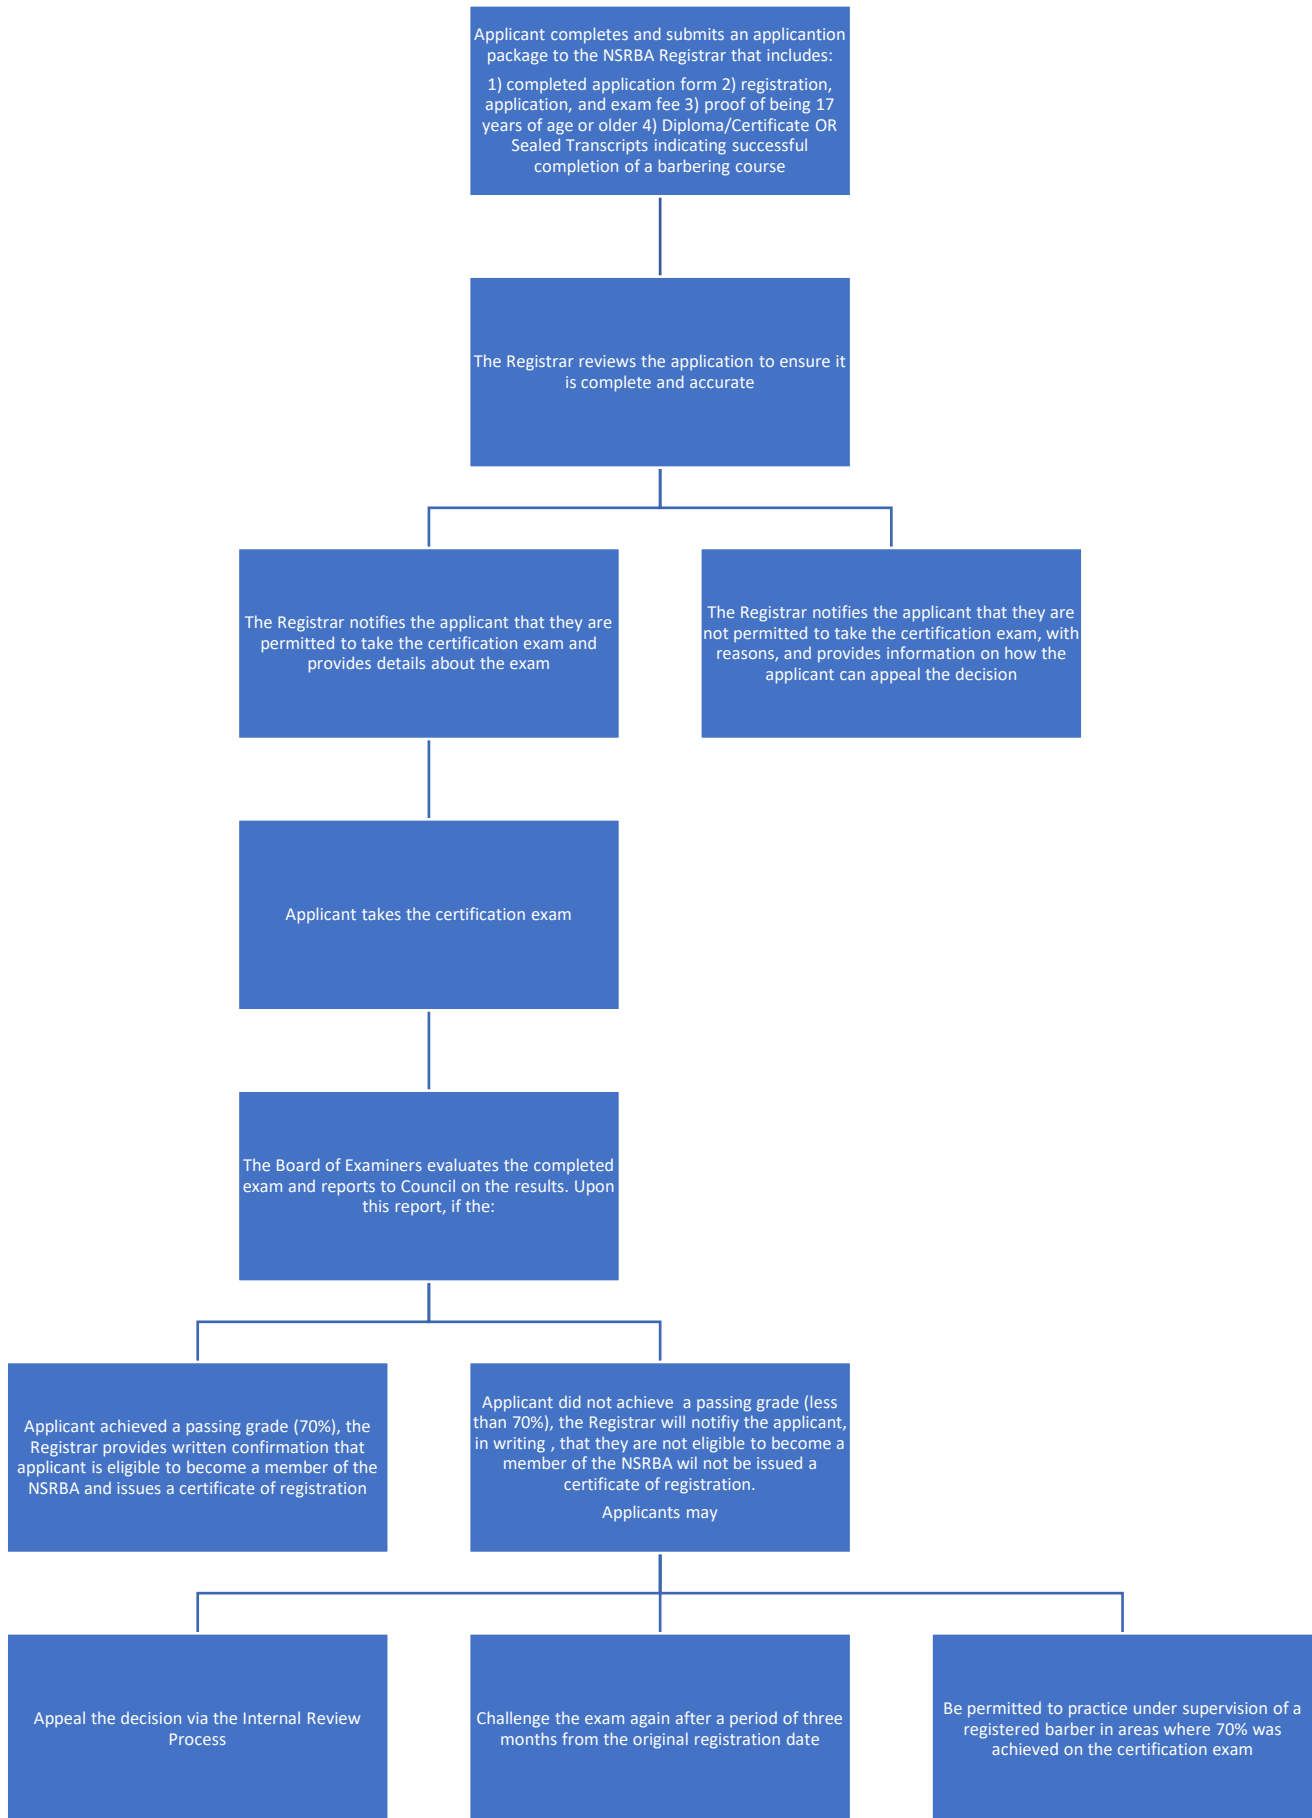 Applicant completes and submits an applicantion
package to the NSRBA Registrar that includes:
1) completed application form 2) registration,
application, and exam fee 3) proof of being 17
years of age or older 4) Diploma/Certificate OR
Sealed Transcripts indicating successful
completion of a barbering course
The Registrar reviews the application to ensure it
is complete and accurate
The Registrar notifies the applicant that they are
permitted to take the certification exam and
provides details about the exam
The Registrar notifies the applicant that they are
not permitted to take the certification exam, with
reasons, and provides information on how the
applicant can appeal the decision
Applicant takes the certification exam
The Board of Examiners evaluates the completed
exam and reports to Council on the results. Upon
this report, if the:
Applicant achieved a passing grade (70%), the
Registrar provides written confirmation that
applicant is eligible to become a member of the
NSRBA and issues a certificate of registration
Applicant did not achieve  a passing grade (less
than 70%), the Registrar will notifiy the applicant,
in writing , that they are not eligible to become a
member of the NSRBA wil not be issued a
certificate of registration.
Applicants may
Appeal the decision via the Internal Review
Process
Challenge the exam again after a period of three
months from the original registration date
Be permitted to practice under supervision of a
registered barber in areas where 70% was
achieved on the certification exam